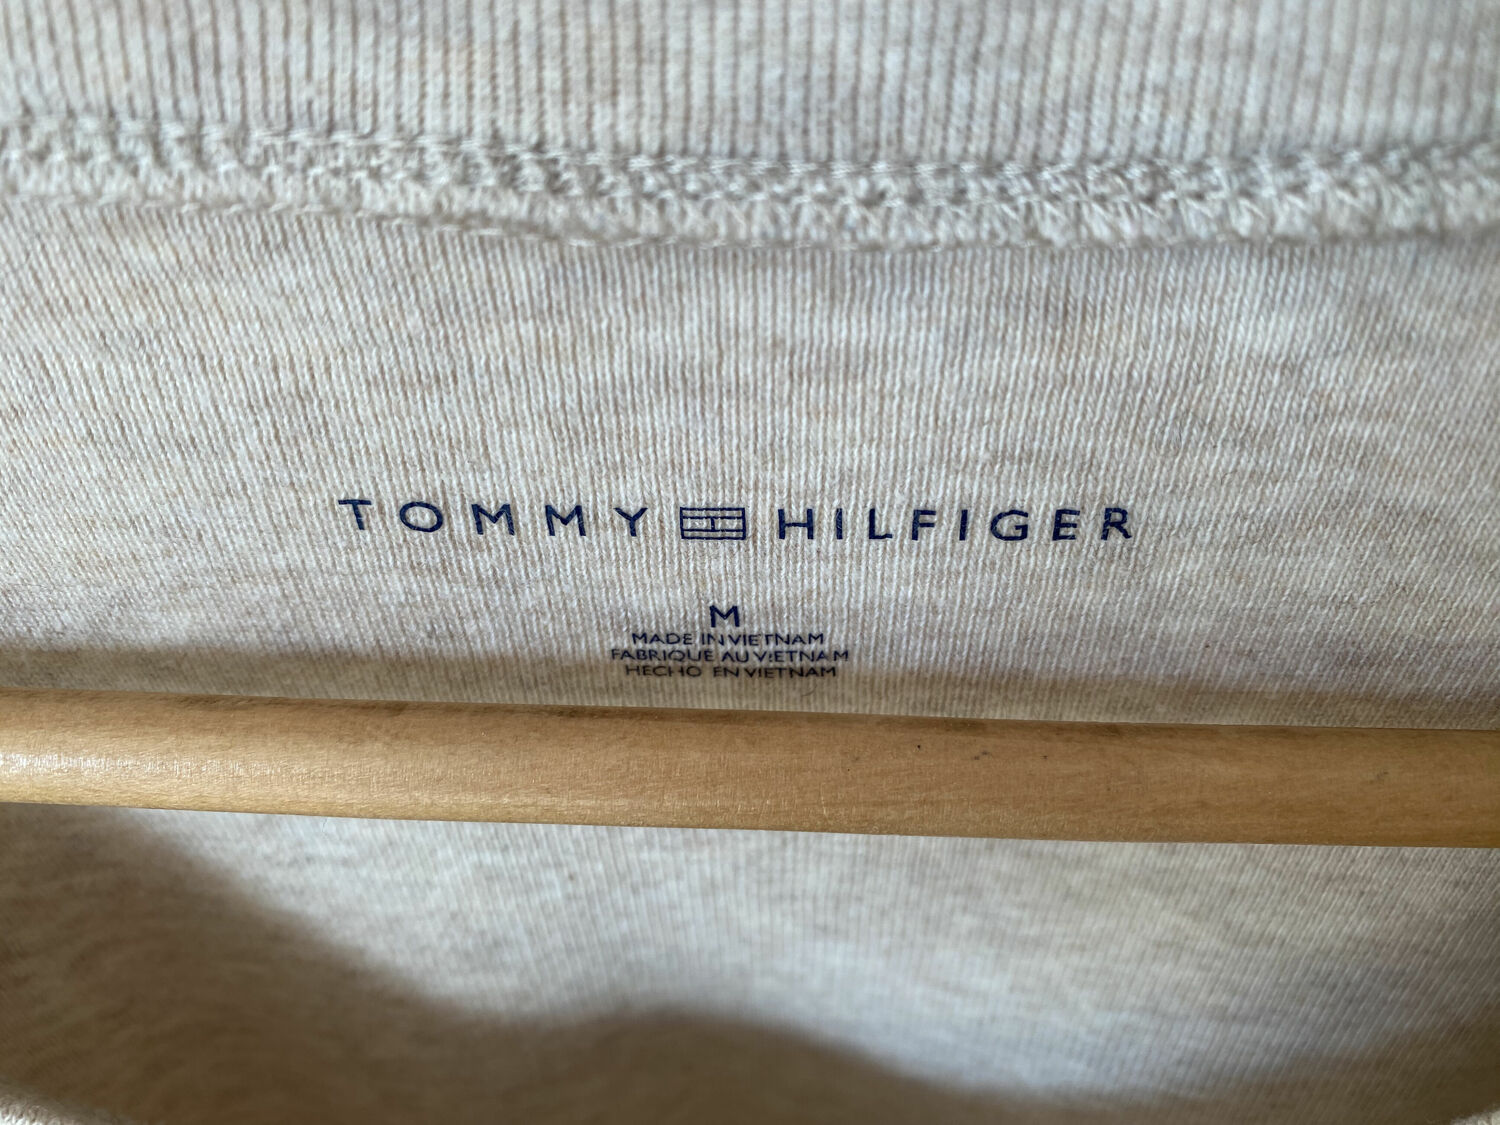 TOMMY HILFIGER
M
MADE IN VIETNAM
FABRIQUE AU VIETNAM
HECHO EN VIETNAM